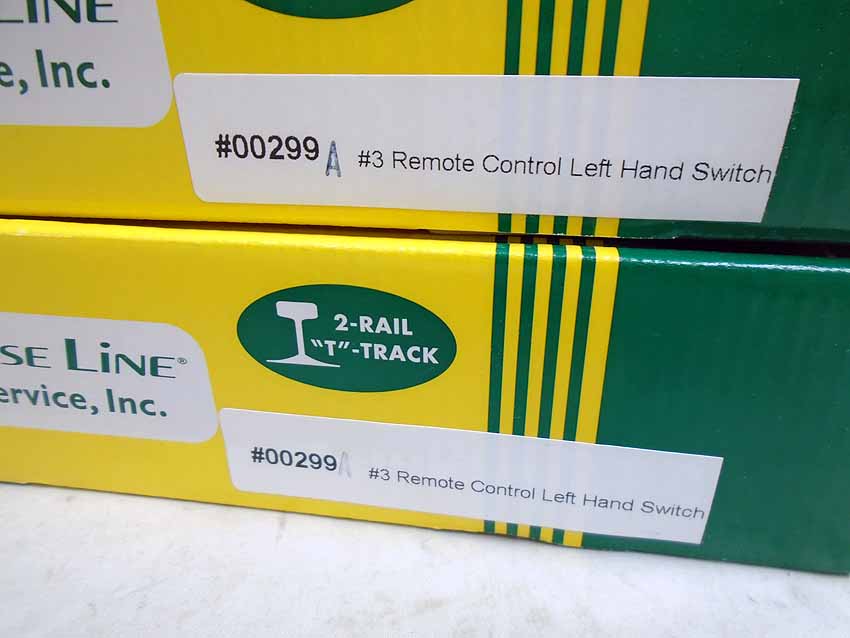 LINE
e, Inc.
#00299A #3 Remote Control Left Hand Switch
2-RAIL
"T"-TRACK
SE LINE®
ervice, Inc.
#00299A #3 Remote Control Left Hand Switch